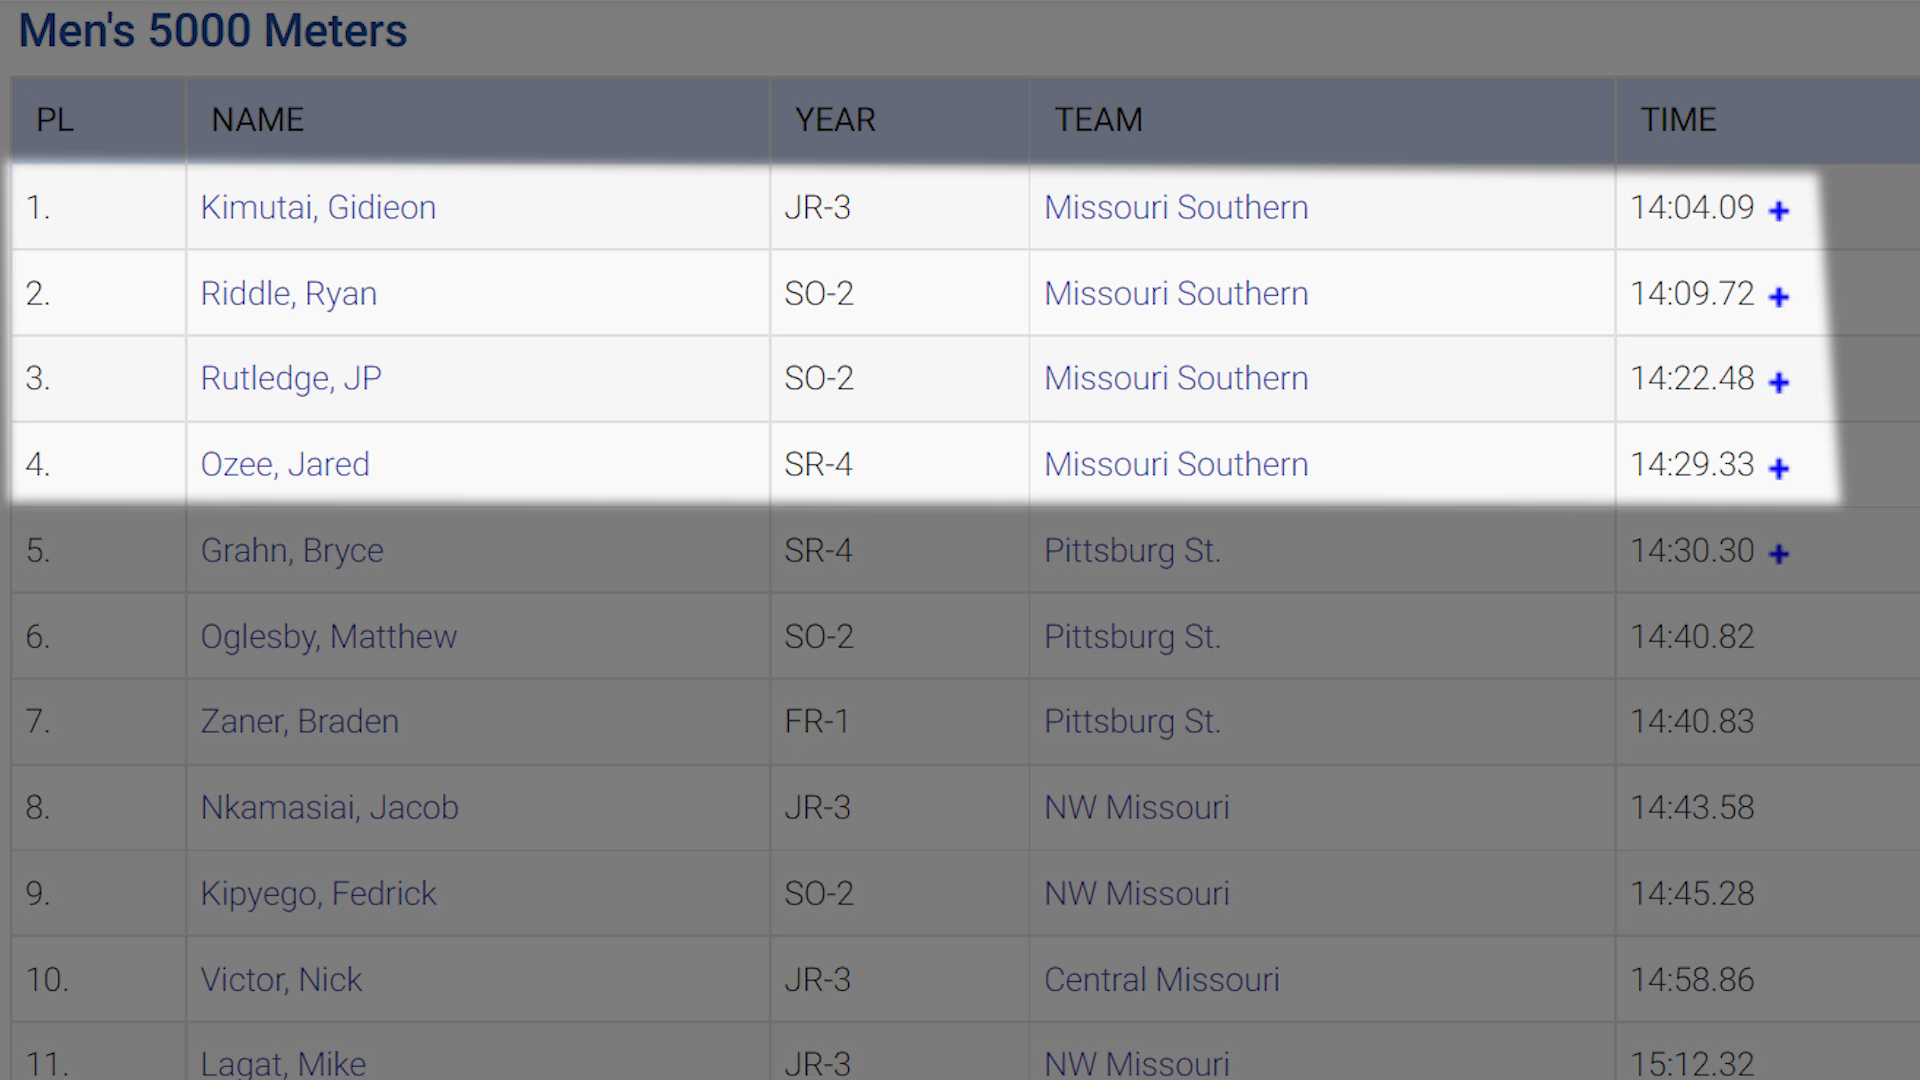 Men's 5000 Meters
PL NAME YEAR TEAM TIME
1. Kimutai, Gidieon JR-3 Missouri Southern 14:04.09 +
2. Riddle, Ryan SO-2 Missouri Southern 14:09.72 +
3. Rutledge, JP SO-2 Missouri Southern 14:22.48 +
4. Ozee, Jared SR-4 Missouri Southern 14:29.33 +
5. Grahn, Bryce SR-4 Pittsburg St. 14:30.30 +
6. Oglesby, Matthew SO-2 Pittsburg St. 14:40.82
7. Zaner, Braden FR-1 Pittsburg St. 14:40.83
8. Nkamasiai, Jacob JR-3 NW Missouri 14:43.58
9. Kipyego, Fedrick SO-2 NW Missouri 14:45.28
10. Victor, Nick JR-3 Central Missouri 14:58.86
11. Lagat, Mike JR-3 NW Missouri 15:12.32